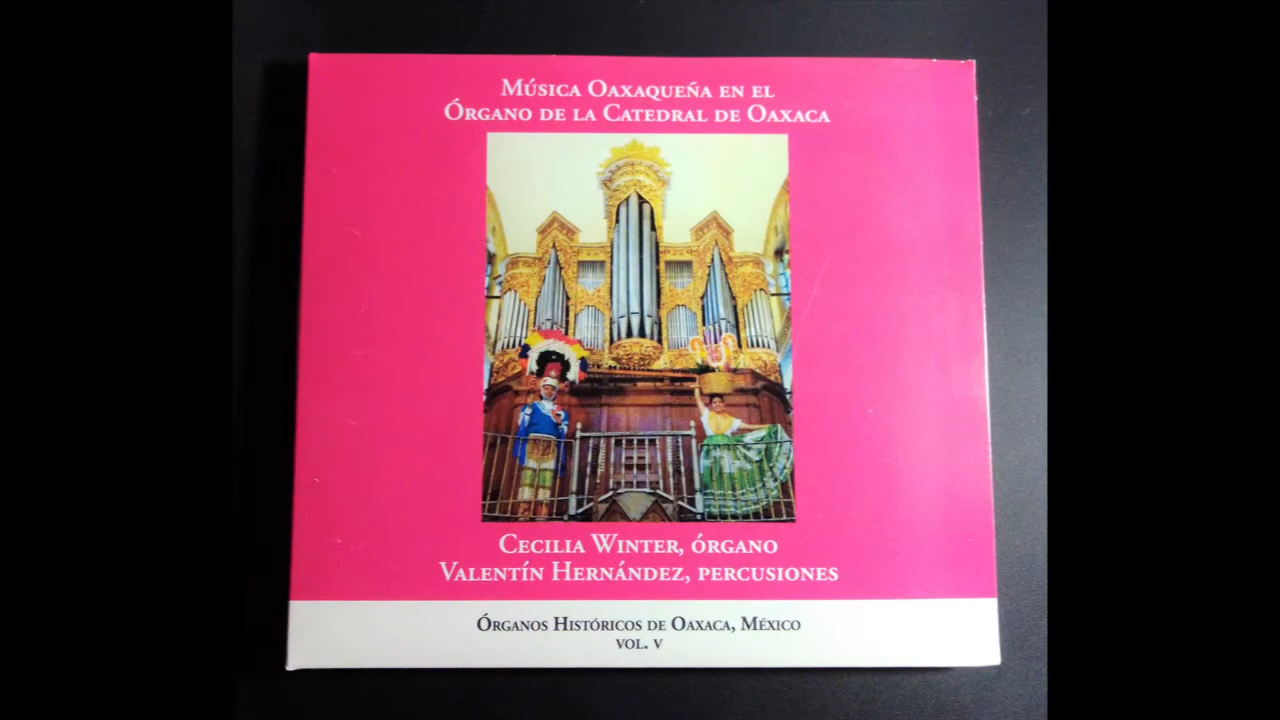 Música Oaxaqueña en el
Órgano de la Catedral de Oaxaca
Cecilia Winter, órgano
Valentín Hernández, percusiones
Órganos Históricos de Oaxaca, México
vol. v